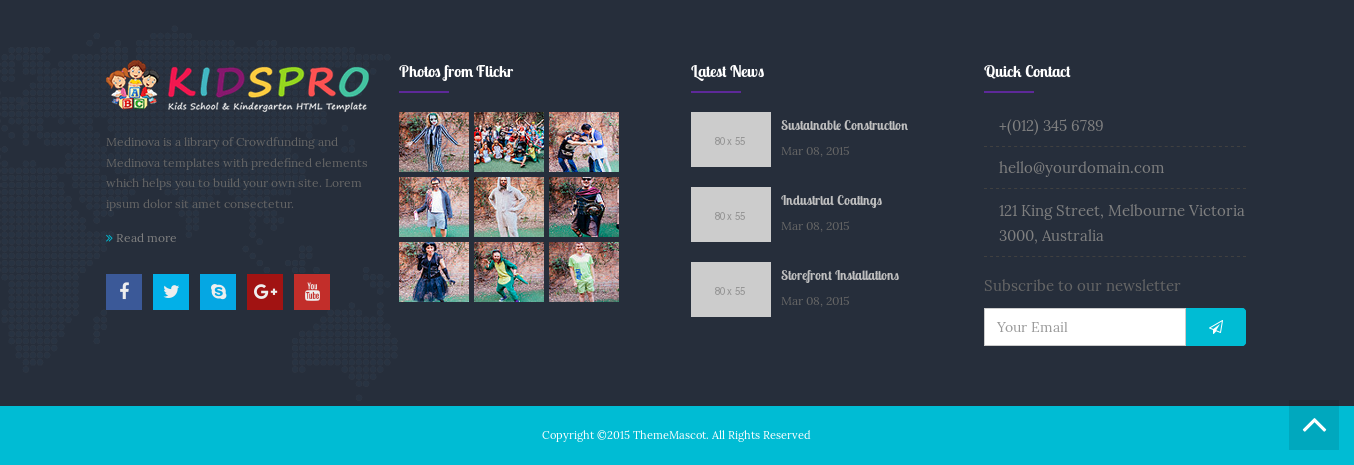 KIDSPRO
Kids School & Kindergarten HTML Template
ABC
Medinova is a library of Crowdfunding and
Medinova templates with predefined elements
which helps you to build your own site. Lorem
ipsum dolor sit amet consectetur.
» Read more
You
Tube
Photos from Flickr
Latest News
80 x 55
Sustainable Construction
Mar 08, 2015
80 x 55
Industrial Coatings
Mar 08, 2015
80 x 55
Storefront Installations
Mar 08, 2015
Quick Contact
+(012) 345 6789
hello@yourdomain.com
121 King Street, Melbourne Victoria
3000, Australia
Subscribe to our newsletter
Your Email
Copyright ©2015 ThemeMascot. All Rights Reserved